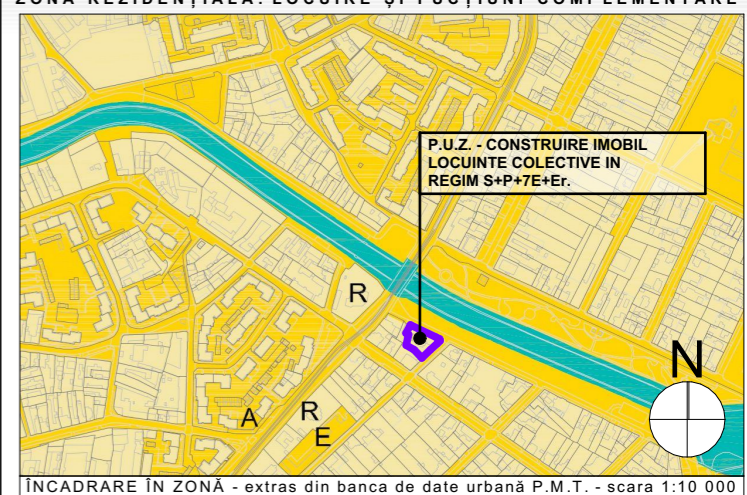 ZONĂ REZIDENȚIALĂ: LOCUIRE ȘI FUCȚIUNI COMPLEMENTARE
P.U.Z. - CONSTRUIRE IMOBIL
LOCUINTE COLECTIVE IN
REGIM S+P+7E+Er.
R
N
A
R
E
ÎNCADRARE ÎN ZONĂ - extras din banca de date urbană P.M.T. - scara 1:10 000